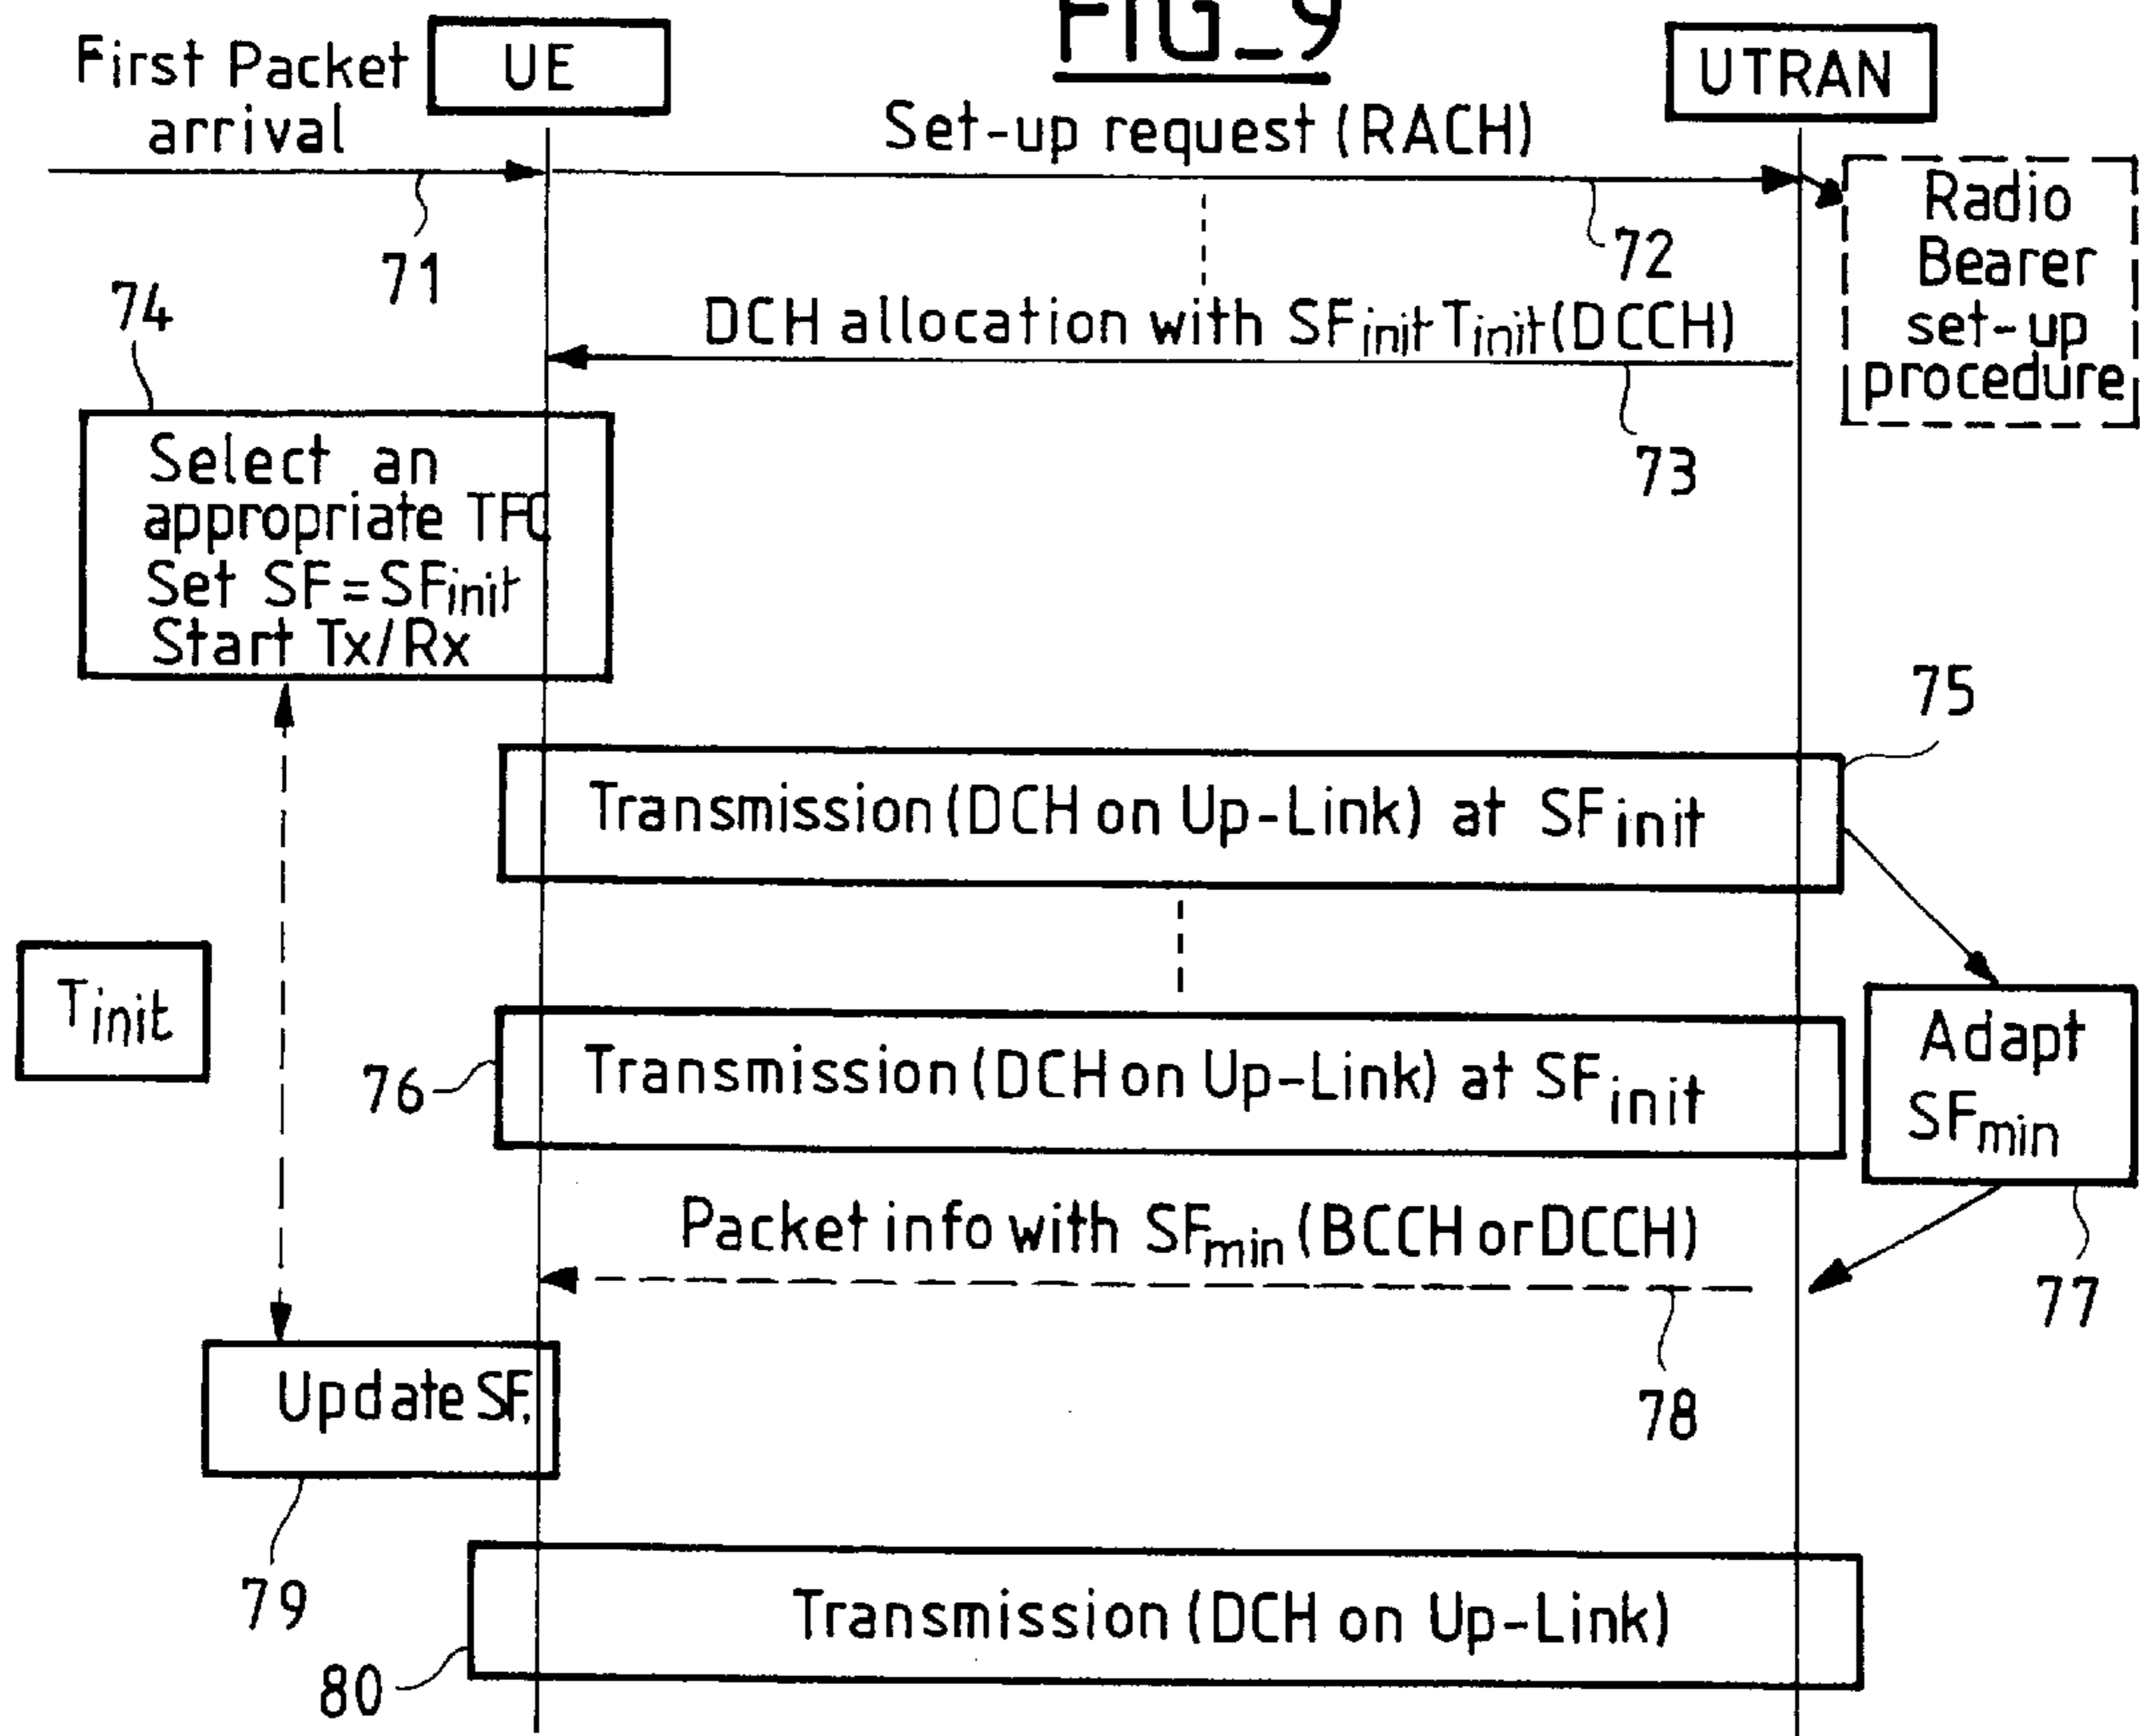 FIG_9
First Packet
arrival
UE
UTRAN
Set-up request (RACH)
71
72
Radio
Bearer
set-up
procedure
DCH allocation with SFinit Tinit (DCCH)
73
74
Select an
appropriate TFC
Set SF=SFinit
Start Tx/Rx
75
Transmission (DCH on Up-Link) at SFinit
Tinit
76
Transmission (DCH on Up-Link) at SFinit
Adapt
SFmin
77
Packet info with SFmin (BCCH or DCCH)
78
Update SF.
79
Transmission (DCH on Up-Link)
80